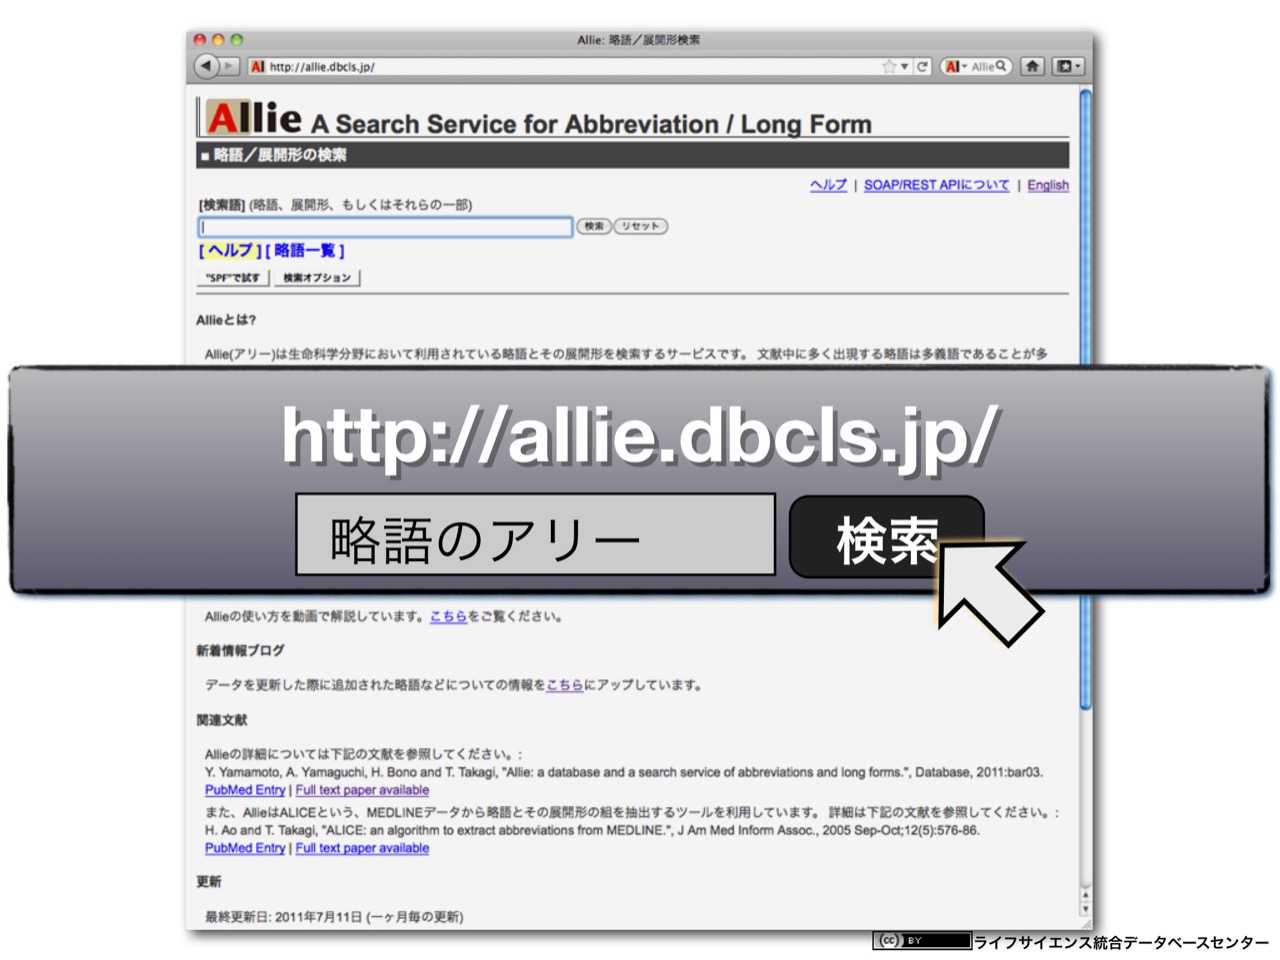 Allie: 略語／展開形検索
AI http://allie.dbcls.jp/
AI Allie
Allie A Search Service for Abbreviation / Long Form
■ 略語／展開形の検索
ヘルプ | SOAP/REST APIについて | English
[検索語] (略語、展開形、もしくはそれらの一部)
検索 リセット
[ ヘルプ ] [ 略語一覧 ]
"SPF"で試す 検索オプション
Allieとは?
Allie(アリー)は生命科学分野において利用されている略語とその展開形を検索するサービスです。 文献中に多く出現する略語は多義語であることが多
http://allie.dbcls.jp/
略語のアリー 検索
Allieの使い方を動画で解説しています。こちらをご覧ください。
新着情報ブログ
データを更新した際に追加された略語などについての情報をこちらにアップしています。
関連文献
Allieの詳細については下記の文献を参照してください。:
Y. Yamamoto, A. Yamaguchi, H. Bono and T. Takagi, "Allie: a database and a search service of abbreviations and long forms.", Database, 2011:bar03.
PubMed Entry | Full text paper available
また、AllieはALICEという、MEDLINEデータから略語とその展開形の組を抽出するツールを利用しています。 詳細は下記の文献を参照してください。:
H. Ao and T. Takagi, "ALICE: an algorithm to extract abbreviations from MEDLINE.", J Am Med Inform Assoc., 2005 Sep-Oct;12(5):576-86.
PubMed Entry | Full text paper available
更新
最終更新日: 2011年7月11日 (一ヶ月毎の更新)
cc BY ライフサイエンス統合データベースセンター